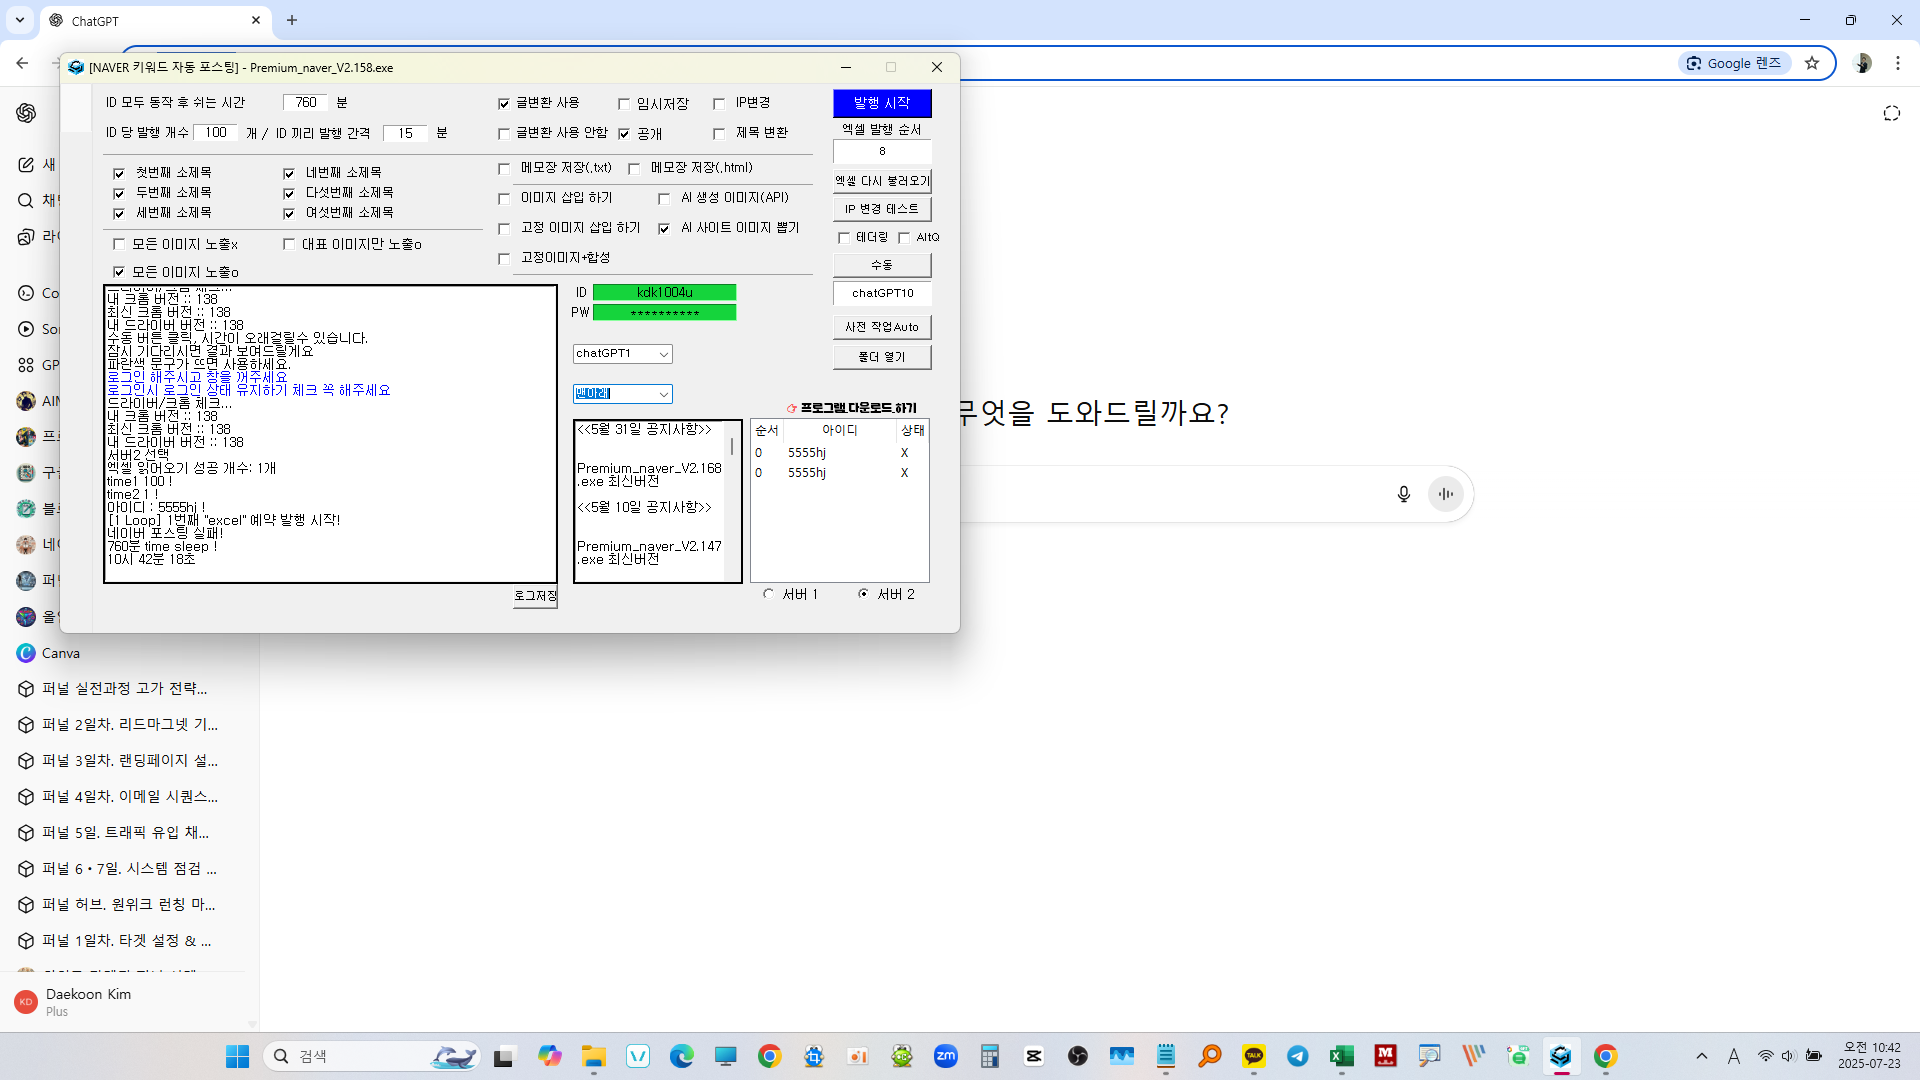 ChatGPT
Google 렌즈
[NAVER 키워드 자동 포스팅] - Premium_naver_V2.158.exe
ID 모두 동작 후 쉬는 시간 760 분
ID 당 발행 개수 100 개 / ID 끼리 발행 간격 15 분
글변환 사용
임시저장
IP변경
글변환 사용 안함
공개
제목 변환
첫번째 소제목
네번째 소제목
두번째 소제목
다섯번째 소제목
세번째 소제목
여섯번째 소제목
모든 이미지 노출x
대표 이미지만 노출o
모든 이미지 노출o
메모장 저장(.txt)
메모장 저장(.html)
이미지 삽입 하기
AI 생성 이미지(API)
고정 이미지 삽입 하기
AI 사이트 이미지 뽑기
고정이미지+합성
발행 시작
엑셀 발행 순서
8
엑셀 다시 불러오기
IP 변경 테스트
테더링
AltQ
수동
chatGPT10
사전 작업Auto
폴더 열기
내 크롬 버전 :: 138
최신 크롬 버전 :: 138
내 드라이버 버전 :: 138
수동 버튼 클릭, 시간이 오래걸릴수 있습니다.
잠시 기다리시면 결과 보여드릴게요
파란색 문구가 뜨면 사용하세요.
로그인 해주시고 창을 꺼주세요
로그인시 로그인 상태 유지하기 체크 꼭 해주세요
드라이버/크롬 체크...
내 크롬 버전 :: 138
최신 크롬 버전 :: 138
내 드라이버 버전 :: 138
서버2 선택
엑셀 읽어오기 성공 개수: 1개
time1 100 !
time2 1 !
아이디 : 5555hj !
[1 Loop] 1번째 "excel" 예약 발행 시작!
네이버 포스팅 실패!
760분 time sleep !
10시 42분 18초
로그저장
ID kdk1004u
PW **********
chatGPT1
맨아래
<<5월 31일 공지사항>>
Premium_naver_V2.168
.exe 최신버전
<<5월 10일 공지사항>>
Premium_naver_V2.147
.exe 최신버전
프로그램 다운로드 하기
순서 아이디 상태
0 5555hj X
0 5555hj X
서버 1
서버 2
무엇을 도와드릴까요?
새
채팅
라이
Co
Sor
GP
AIM
프
구글
블로
네
퍼
올인
Canva
퍼널 실전과정 고가 전략...
퍼널 2일차. 리드마그넷 기...
퍼널 3일차. 랜딩페이지 설...
퍼널 4일차. 이메일 시퀀스...
퍼널 5일. 트래픽 유입 채...
퍼널 6•7일. 시스템 점검 ...
퍼널 허브. 원위크 런칭 마...
퍼널 1일차. 타겟 설정 & ...
KD
Daekoon Kim
Plus
검색
zm
TALK
A
오전 10:42
2025-07-23